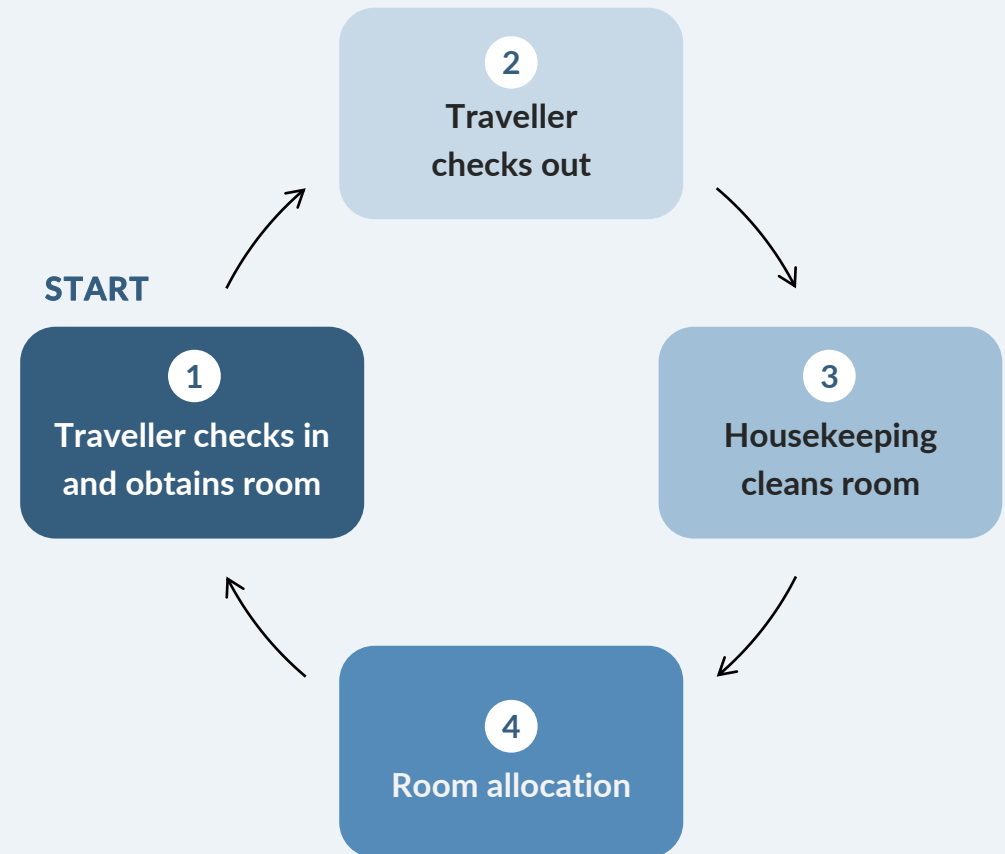 START
1
Traveller checks in
and obtains room
2
Traveller
checks out
3
Housekeeping
cleans room
4
Room allocation